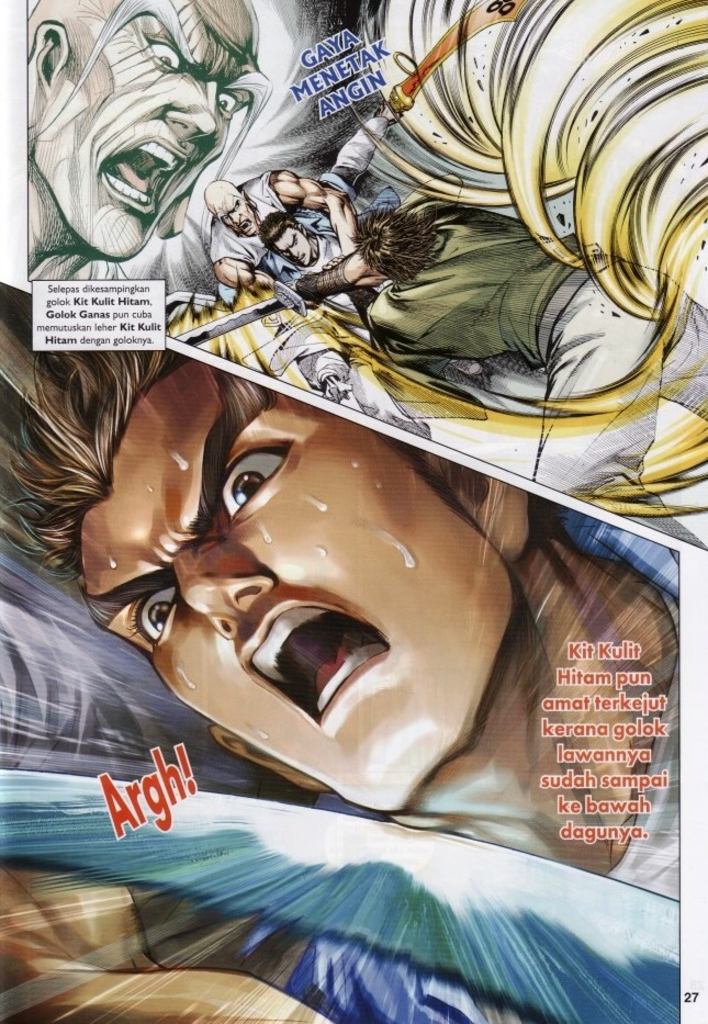 GAYA
MENETAK
ANGIN
Selepas dikesampingkan
golok Kit Kulit Hitam,
Golok Ganas pun cuba
memutuskan leher Kit Kulit
Hitam dengan goloknya.
Kit Kulit
Hitam pun
amat terkejut
kerana golok
lawannya
sudah sampai
ke bawah
dagunya.
Argh!
27